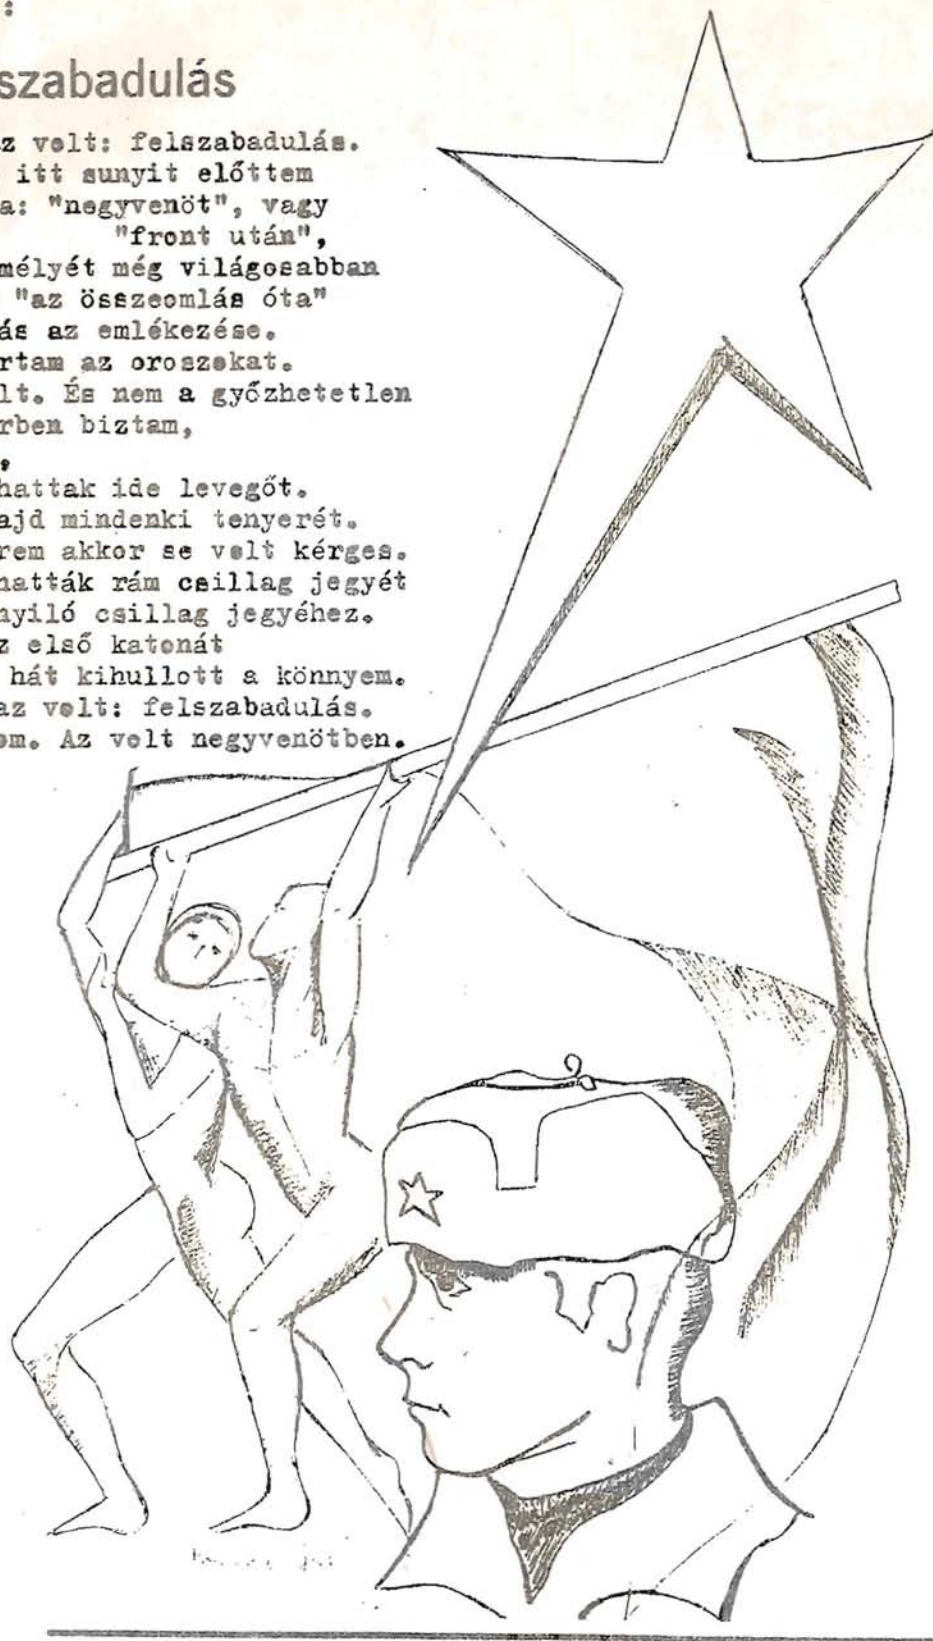 :
szabadulás
z volt: felszabadulás.
itt sunyit előttem
a: "negyvenöt", vagy
"front után",
mélyét még világosabban
"az összeomlás óta"
ás az emlékezése.
rtam az oroszokat.
lt. És nem a győzhetetlen
rben biztam,
,
hattak ide levegőt.
ajd mindenki tenyerét.
rem akkor se volt kérges.
hatták rám csillag jegyét
nyiló csillag jegyéhez.
z első katonát
hát kihullott a könnyem.
az volt: felszabadulás.
om. Az volt negyvenötben.